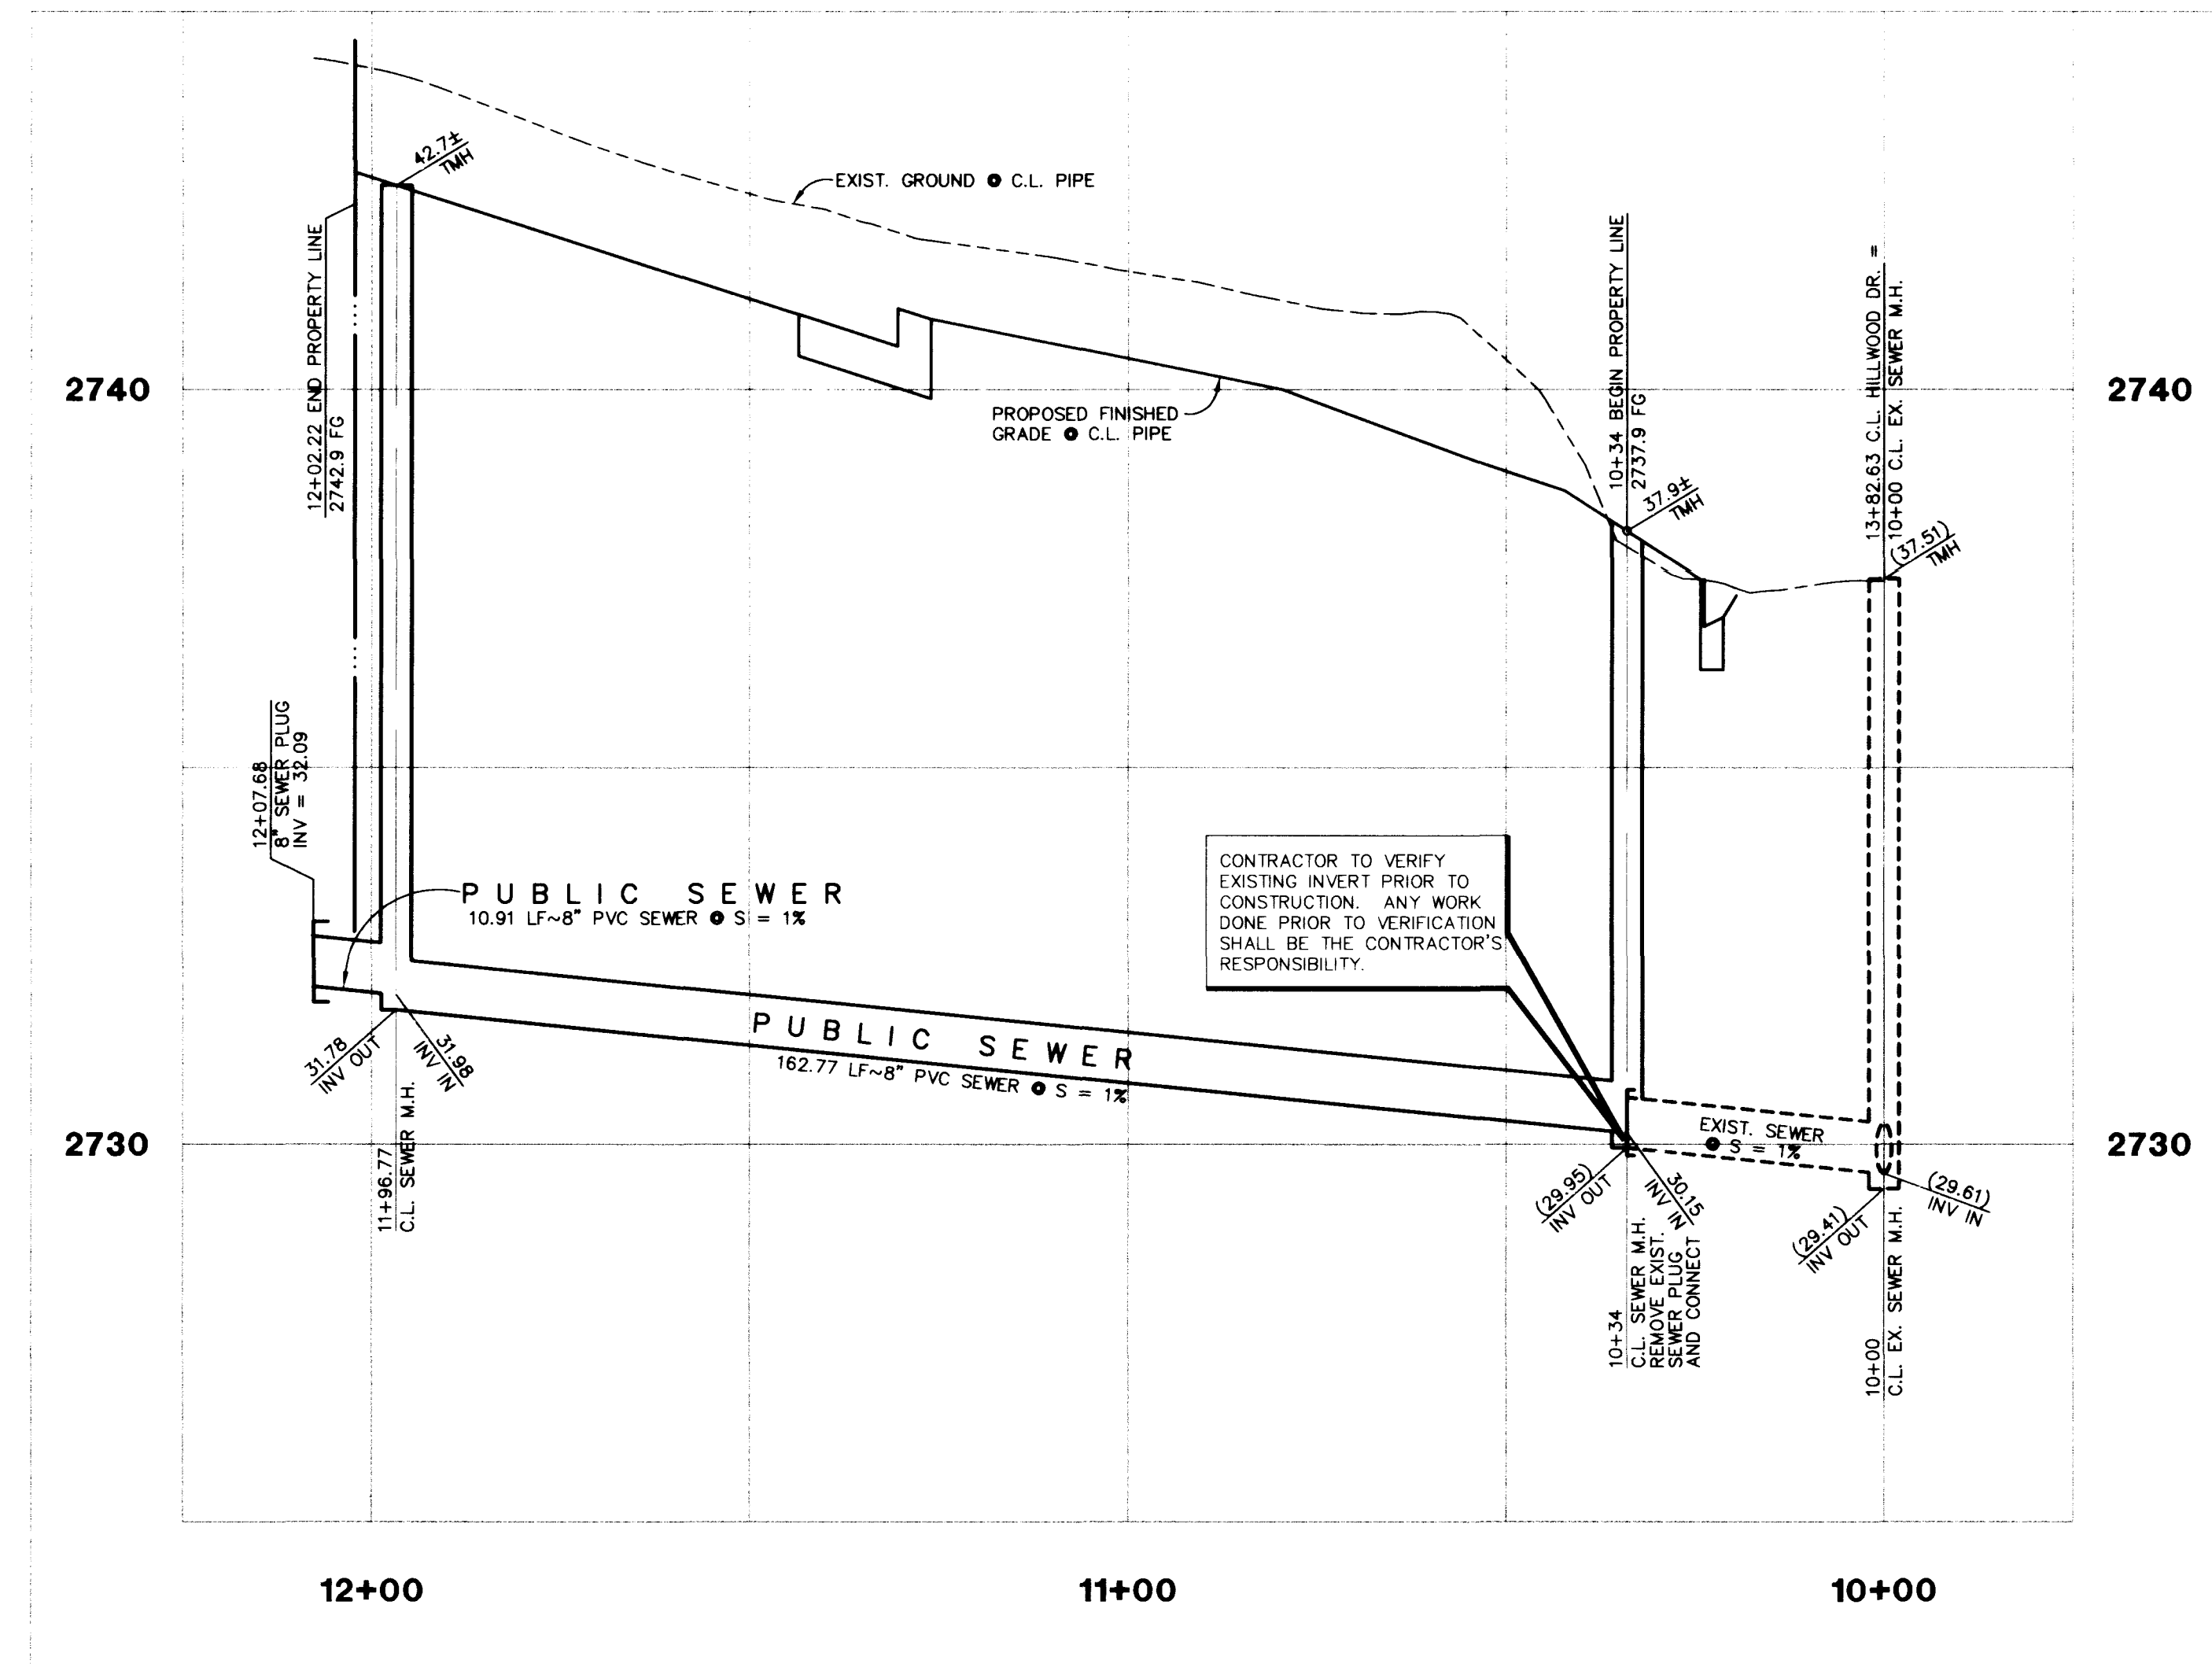 42.7±
TMH
EXIST. GROUND @ C.L. PIPE
12+02.22 END PROPERTY LINE
2742.9 FG
10+34 BEGIN PROPERTY LINE
2737.9 FG
13+82.63 C.L. HILLWOOD DR. =
10+00 C.L. EX. SEWER M.H.
2740
2740
PROPOSED FINISHED
GRADE @ C.L. PIPE
37.9±
TMH
(37.51)
TMH
12+07.68
8" SEWER PLUG
INV = 32.09
PUBLIC SEWER
10.91 LF~8" PVC SEWER @ S = 1%
CONTRACTOR TO VERIFY
EXISTING INVERT PRIOR TO
CONSTRUCTION. ANY WORK
DONE PRIOR TO VERIFICATION
SHALL BE THE CONTRACTOR'S
RESPONSIBILITY.
PUBLIC SEWER
162.77 LF~8" PVC SEWER @ S = 1%
31.78
INV OUT
31.98
INV IN
11+96.77
C.L. SEWER M.H.
EXIST. SEWER
@ S = 1%
2730
2730
(29.95)
INV OUT
30.15
INV IN
(29.61)
INV IN
(29.41)
INV OUT
10+34
C.L. SEWER M.H.
REMOVE EXIST.
SEWER PLUG
AND CONNECT
10+00
C.L. EX. SEWER M.H.
12+00
11+00
10+00